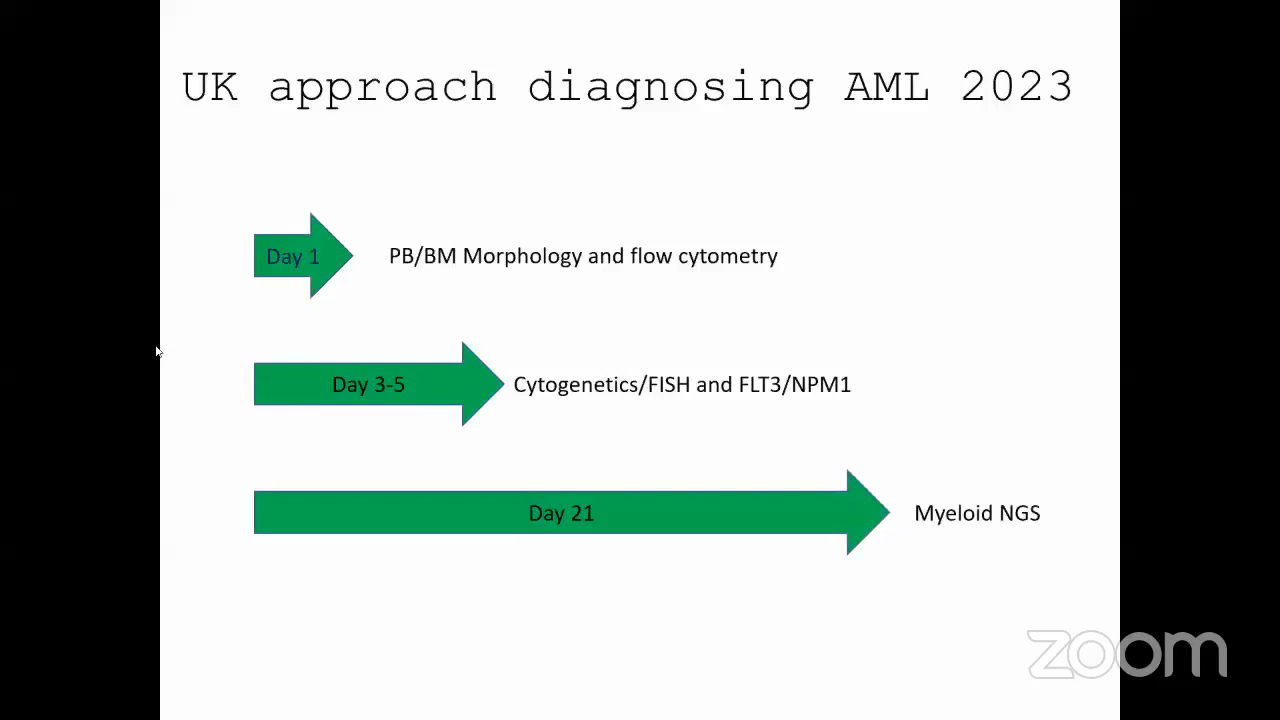 UK approach diagnosing AML 2023
Day 1
PB/BM Morphology and flow cytometry
Day 3-5
Cytogenetics/FISH and FLT3/NPM1
Day 21
Myeloid NGS
zoom